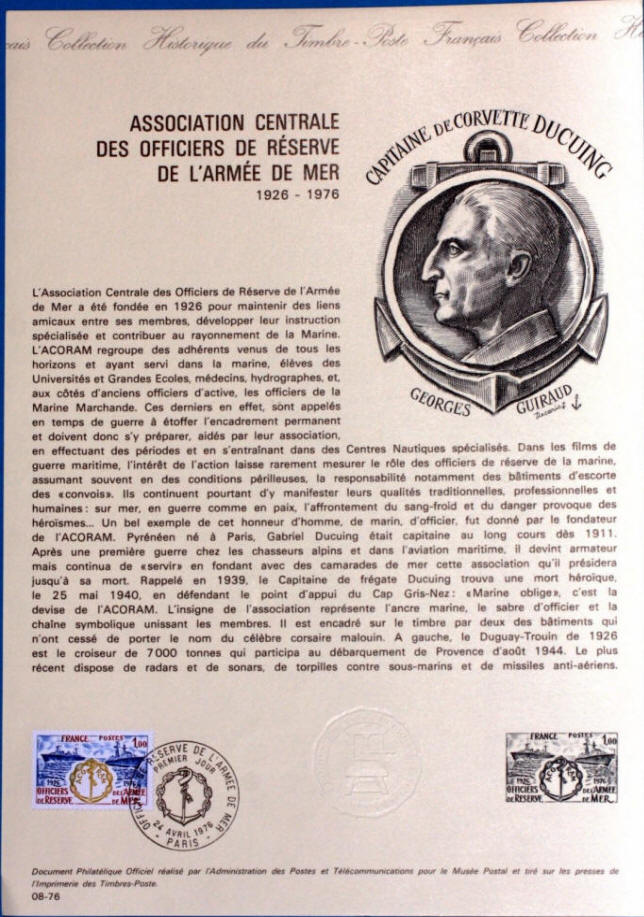 çais Collection Historique du Timbre-Poste Français Collection
ASSOCIATION CENTRALE
DES OFFICIERS DE RÉSERVE
DE L'ARMÉE DE MER
1926 - 1976
CAPITAINE DE CORVETTE DUCUING
GEORGES GUIRAUD
L'Association Centrale des Officiers de Réserve de l'Armée
de Mer a été fondée en 1926 pour maintenir des liens
amicaux entre ses membres, développer leur instruction
spécialisée et contribuer au rayonnement de la Marine.
L'ACORAM regroupe des adhérents venus de tous les
horizons et ayant servi dans la marine, élèves des
Universités et Grandes Ecoles, médecins, hydrographes, et,
aux côtés d'anciens officiers d'active, les officiers de la
Marine Marchande. Ces derniers en effet, sont appelés
en temps de guerre à étoffer l'encadrement permanent
et doivent donc s'y préparer, aidés par leur association,
en effectuant des périodes et en s'entraînant dans des Centres Nautiques spécialisés. Dans les films de
guerre maritime, l'intérêt de l'action laisse rarement mesurer le rôle des officiers de réserve de la marine,
assumant souvent en des conditions périlleuses, la responsabilité notamment des bâtiments d'escorte
des «convois». Ils continuent pourtant d'y manifester leurs qualités traditionnelles, professionnelles et
humaines : sur mer, en guerre comme en paix, l'affrontement du sang-froid et du danger provoque des
héroïsmes... Un bel exemple de cet honneur d'homme, de marin, d'officier, fut donné par le fondateur
de l'ACORAM. Pyrénéen né à Paris, Gabriel Ducuing était capitaine au long cours dès 1911.
Après une première guerre chez les chasseurs alpins et dans l'aviation maritime, il devint armateur
mais continua de «servir» en fondant avec des camarades de mer cette association qu'il présidera
jusqu'à sa mort. Rappelé en 1939, le Capitaine de frégate Ducuing trouva une mort héroïque,
le 25 mai 1940, en défendant le point d'appui du Cap Gris-Nez : «Marine oblige», c'est la
devise de l'ACORAM. L'insigne de l'association représente l'ancre marine, le sabre d'officier et la
chaîne symbolique unissant les membres. Il est encadré sur le timbre par deux des bâtiments qui
n'ont cessé de porter le nom du célèbre corsaire malouin. A gauche, le Duguay-Trouin de 1926
est le croiseur de 7000 tonnes qui participa au débarquement de Provence d'août 1944. Le plus
récent dispose de radars et de sonars, de torpilles contre sous-marins et de missiles anti-aériens.
FRANCE POSTES 1,00
ACORAM
1926 1976
OFFICIERS DE L'ARMÉE
DE RÉSERVE DE MER
OFFICIERS DE RÉSERVE DE L'ARMÉE DE MER
PREMIER JOUR
24 AVRIL 1976
- PARIS -
FRANCE POSTES 1,00
ACORAM
1926 1976
OFFICIERS DE L'ARMÉE
DE RÉSERVE DE MER
Document Philatélique Officiel réalisé par l'Administration des Postes et Télécommunications pour le Musée Postal et tiré sur les presses de
l'Imprimerie des Timbres-Poste.
08-76